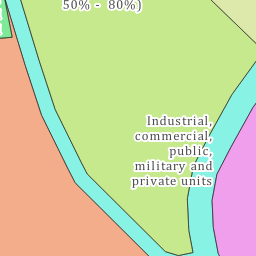 50% - 80%)
Industrial,
commercial,
public,
military and
private units